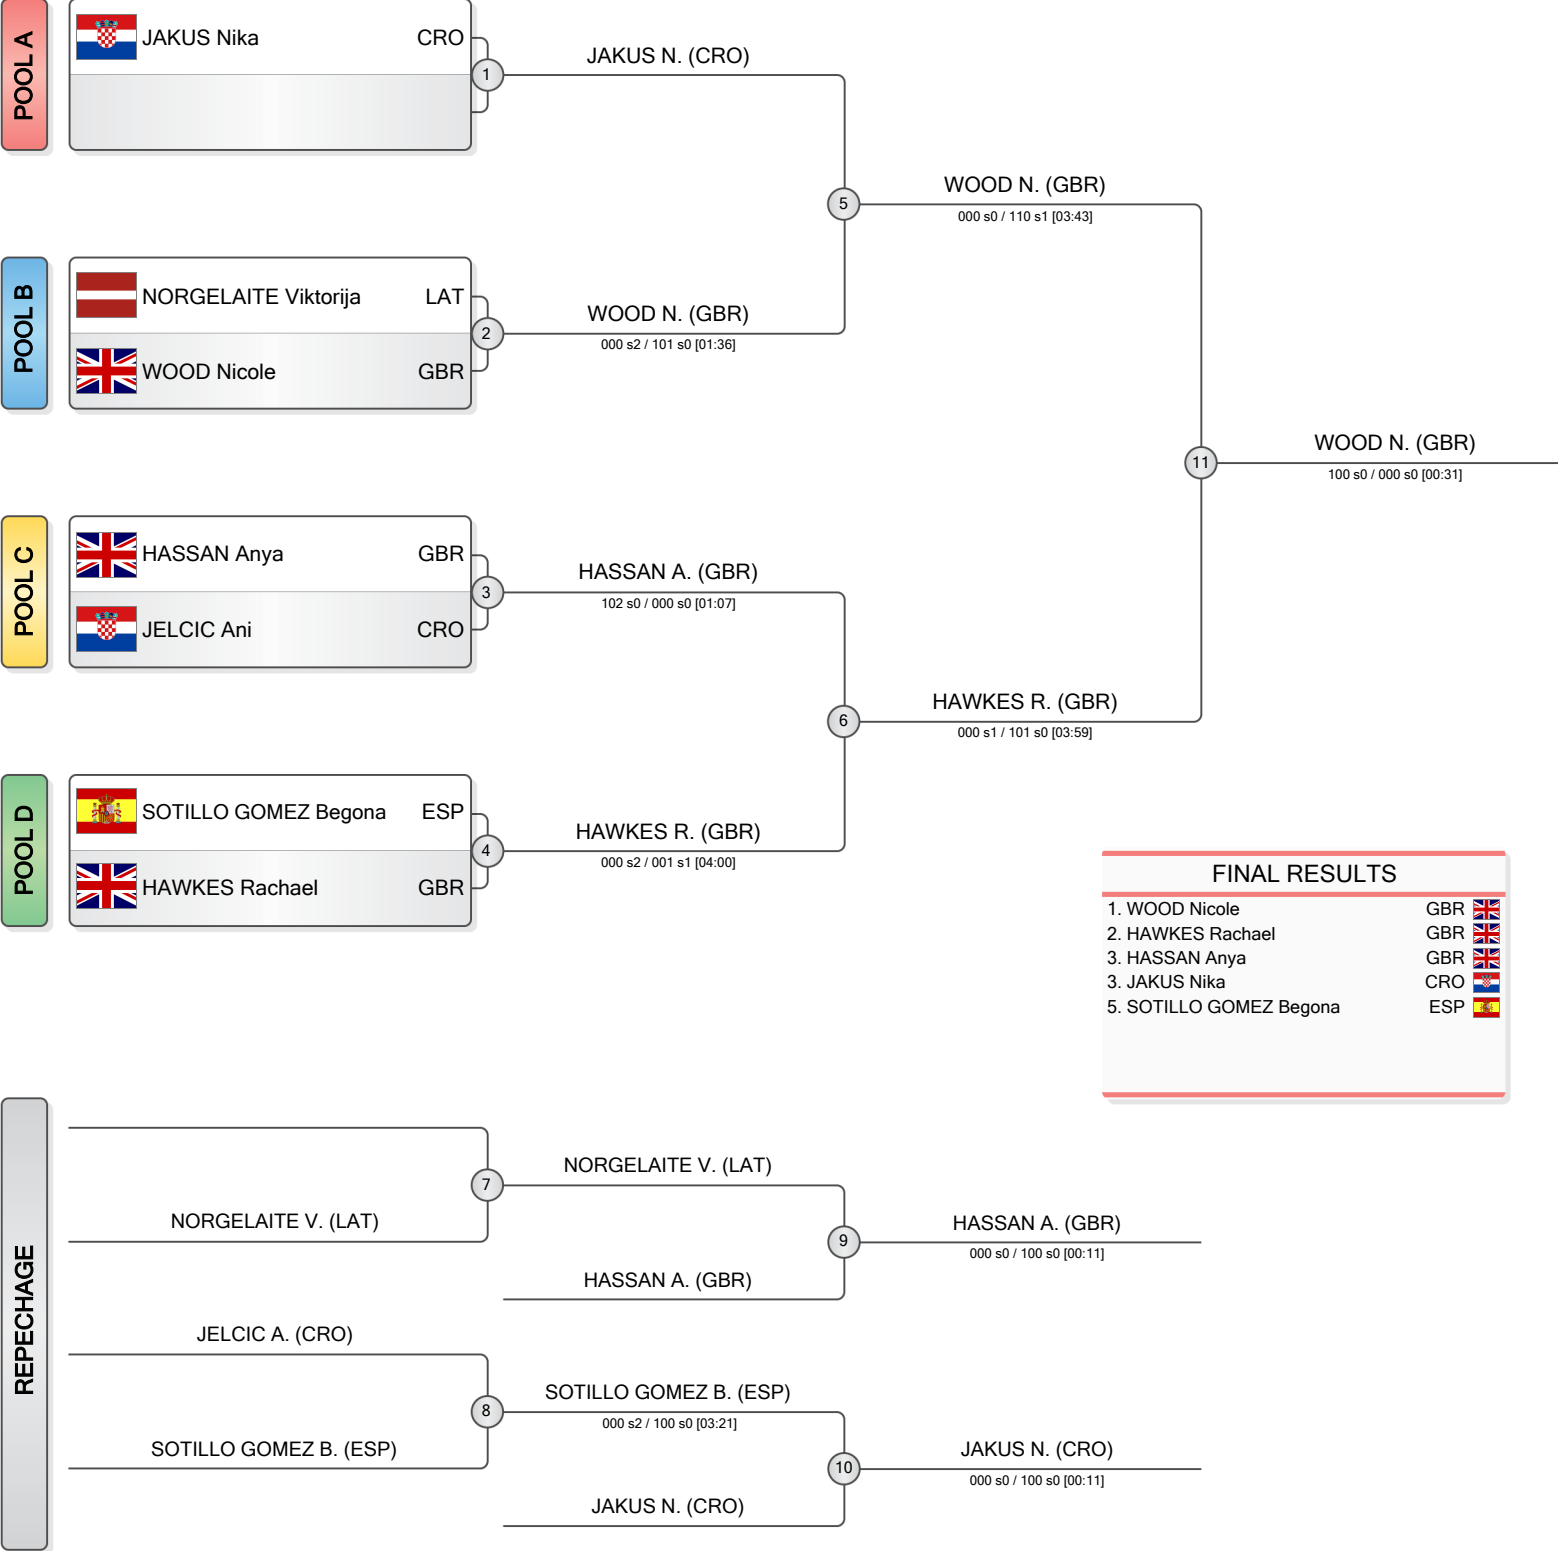 POOL A
JAKUS Nika CRO
1
JAKUS N. (CRO)
5
WOOD N. (GBR)
000 s0 / 110 s1 [03:43]
POOL B
NORGELAITE Viktorija LAT
WOOD Nicole GBR
2
WOOD N. (GBR)
000 s2 / 101 s0 [01:36]
11
WOOD N. (GBR)
100 s0 / 000 s0 [00:31]
POOL C
HASSAN Anya GBR
JELCIC Ani CRO
3
HASSAN A. (GBR)
102 s0 / 000 s0 [01:07]
6
HAWKES R. (GBR)
000 s1 / 101 s0 [03:59]
POOL D
SOTILLO GOMEZ Begona ESP
HAWKES Rachael GBR
4
HAWKES R. (GBR)
000 s2 / 001 s1 [04:00]
FINAL RESULTS
1. WOOD Nicole GBR
2. HAWKES Rachael GBR
3. HASSAN Anya GBR
3. JAKUS Nika CRO
5. SOTILLO GOMEZ Begona ESP
REPECHAGE
NORGELAITE V. (LAT)
7
NORGELAITE V. (LAT)
HASSAN A. (GBR)
9
HASSAN A. (GBR)
000 s0 / 100 s0 [00:11]
JELCIC A. (CRO)
SOTILLO GOMEZ B. (ESP)
8
SOTILLO GOMEZ B. (ESP)
000 s2 / 100 s0 [03:21]
JAKUS N. (CRO)
10
JAKUS N. (CRO)
000 s0 / 100 s0 [00:11]